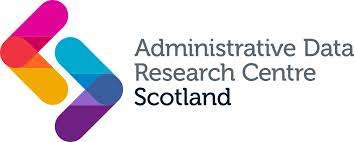 Administrative Data
Research Centre
Scotland